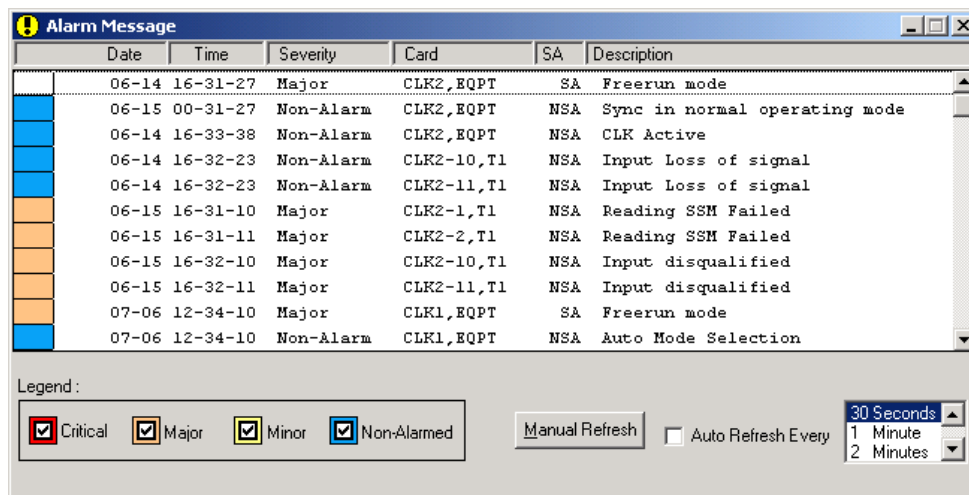 Alarm Message
Date Time Severity Card SA Description
06-14 16-31-27 Major CLK2,EQPT SA Freerun mode
06-15 00-31-27 Non-Alarm CLK2,EQPT NSA Sync in normal operating mode
06-14 16-33-38 Non-Alarm CLK2,EQPT NSA CLK Active
06-14 16-32-23 Non-Alarm CLK2-10,T1 NSA Input Loss of signal
06-14 16-32-23 Non-Alarm CLK2-11,T1 NSA Input Loss of signal
06-15 16-31-10 Major CLK2-1,T1 NSA Reading SSM Failed
06-15 16-31-11 Major CLK2-2,T1 NSA Reading SSM Failed
06-15 16-32-10 Major CLK2-10,T1 NSA Input disqualified
06-15 16-32-11 Major CLK2-11,T1 NSA Input disqualified
07-06 12-34-10 Major CLK1,EQPT SA Freerun mode
07-06 12-34-10 Non-Alarm CLK1,EQPT NSA Auto Mode Selection
Legend :
Critical Major Minor Non-Alarmed
Manual Refresh
Auto Refresh Every
30 Seconds
1 Minute
2 Minutes